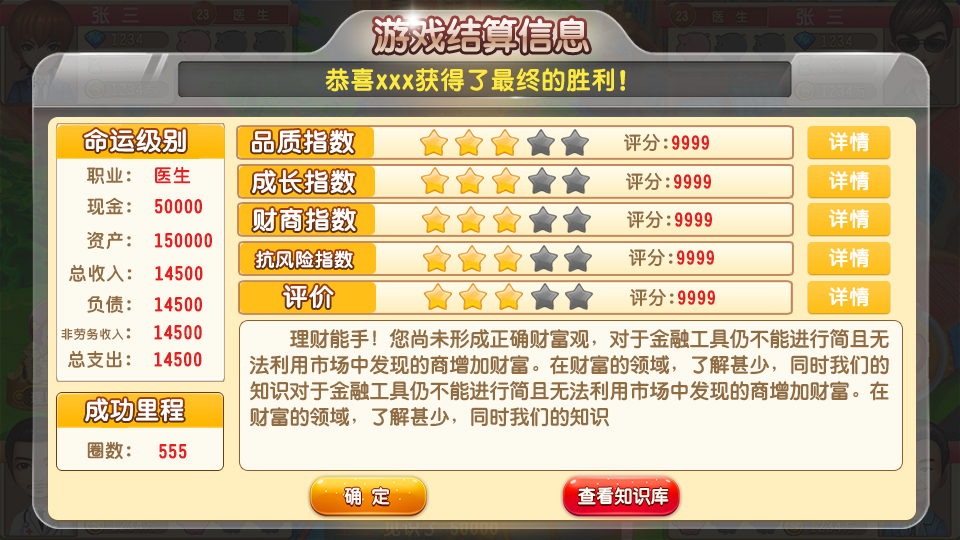 张 三
23 医 生
1234
23 医 生
张 三
1234
游戏结算信息
恭喜xxx获得了最终的胜利!
命运级别
职业: 医生
现金: 50000
资产: 150000
总收入: 14500
负债: 14500
非劳务收入: 14500
总支出: 14500
成功里程
圈数: 555
品质指数 评分:9999 详情
成长指数 评分:9999 详情
财商指数 评分:9999 详情
抗风险指数 评分:9999 详情
评价 评分:9999 详情
理财能手！您尚未形成正确财富观，对于金融工具仍不能进行简且无
法利用市场中发现的商增加财富。在财富的领域，了解甚少，同时我们的
知识对于金融工具仍不能进行简且无法利用市场中发现的商增加财富。在
财富的领域，了解甚少，同时我们的知识
确 定
查看知识库